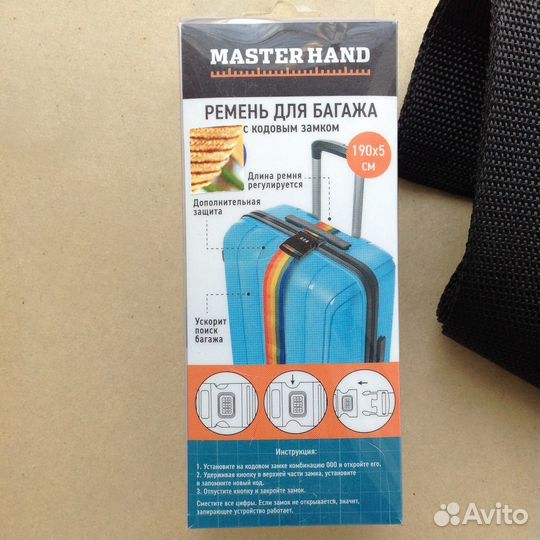 MASTER HAND
РЕМЕНЬ ДЛЯ БАГАЖА
с кодовым замком
190x5
см
Длина ремня
регулируется
Дополнительная
защита
Ускорит
поиск
багажа
Инструкция:
1. Установите на кодовом замке комбинацию 000 и откройте его.
2. Удерживая кнопку в верхней части замка, установите
и запомните новый код.
3. Отпустите кнопку и закройте замок.
Сместите все цифры. Если замок не открывается, значит,
запирающее устройство работает.
Avito